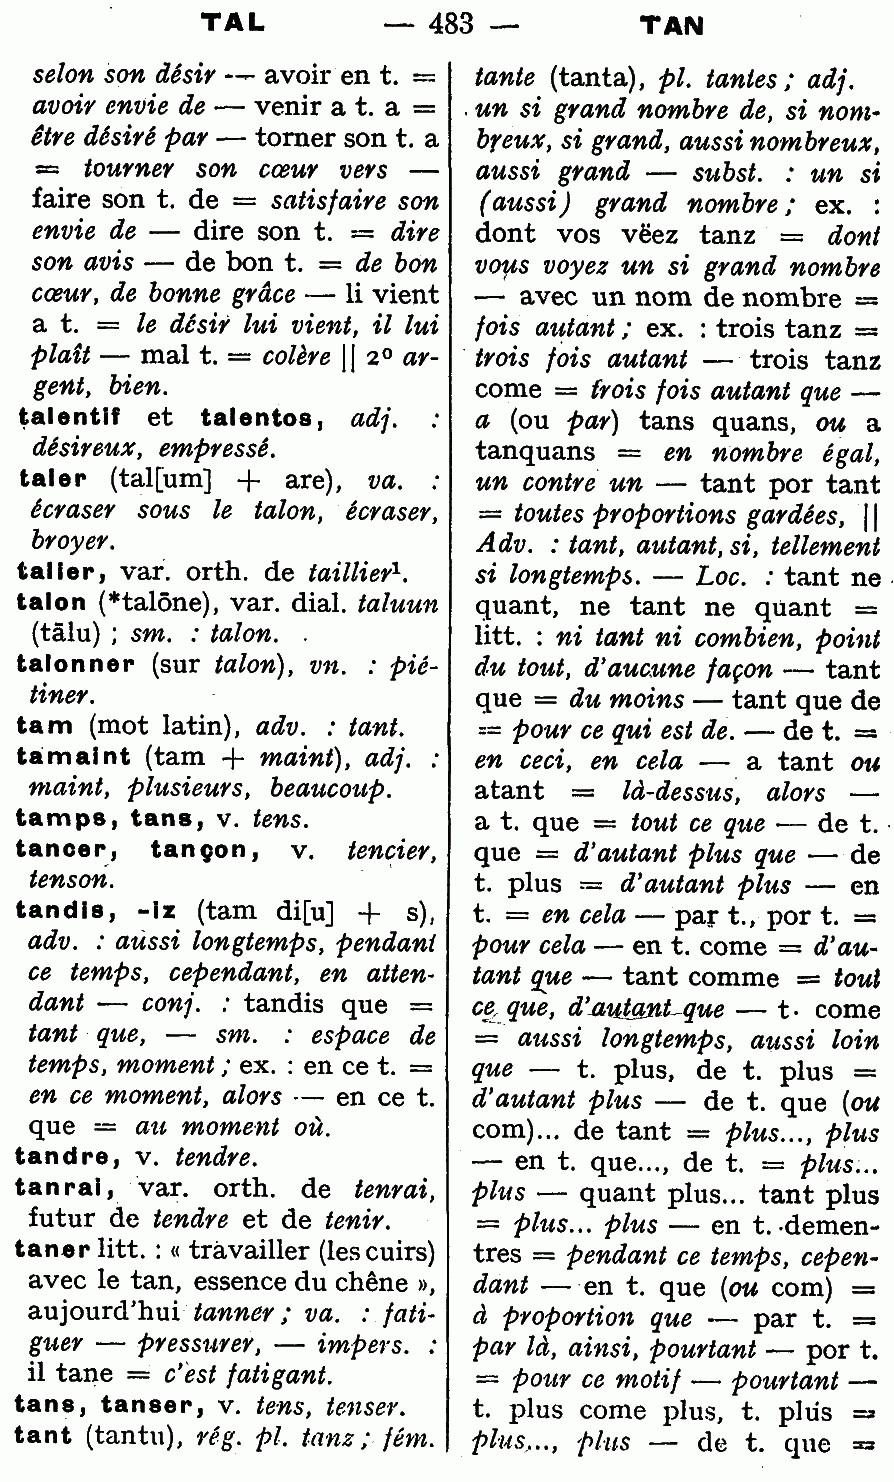 TAL — 483 — TAN
selon son désir — avoir en t. =
avoir envie de — venir a t. a =
être désiré par — torner son t. a
= tourner son cœur vers —
faire son t. de = satisfaire son
envie de — dire son t. = dire
son avis — de bon t. = de bon
cœur, de bonne grâce — li vient
a t. = le désir lui vient, il lui
plaît — mal t. = colère || 2º ar-
gent, bien.
talentif et talentos, adj. :
désireux, empressé.
taler (tal[um] + are), va. :
écraser sous le talon, écraser,
broyer.
talier, var. orth. de taillier¹.
talon (*talōne), var. dial. taluun
(tālu) ; sm. : talon.
talonner (sur talon), vn. : pié-
tiner.
tam (mot latin), adv. : tant.
tamaint (tam + maint), adj. :
maint, plusieurs, beaucoup.
tamps, tans, v. tens.
tancer, tançon, v. tencier,
tenson.
tandis, -iz (tam di[u] + s),
adv. : aussi longtemps, pendant
ce temps, cependant, en atten-
dant — conj. : tandis que =
tant que, — sm. : espace de
temps, moment ; ex. : en ce t. =
en ce moment, alors — en ce t.
que = au moment où.
tandre, v. tendre.
tanrai, var. orth. de tenrai,
futur de tendre et de tenir.
taner litt. : « travailler (les cuirs)
avec le tan, essence du chêne »,
aujourd'hui tanner ; va. : fati-
guer — pressurer, — impers. :
il tane = c'est fatigant.
tans, tanser, v. tens, tenser.
tant (tantu), rég. pl. tanz ; fém.
tante (tanta), pl. tantes ; adj.
un si grand nombre de, si nom-
breux, si grand, aussi nombreux,
aussi grand — subst. : un si
(aussi) grand nombre ; ex. :
dont vos vëez tanz = dont
vous voyez un si grand nombre
— avec un nom de nombre =
fois autant ; ex. : trois tanz =
trois fois autant — trois tanz
come = trois fois autant que —
a (ou par) tans quans, ou a
tanquans = en nombre égal,
un contre un — tant por tant
= toutes proportions gardées, ||
Adv. : tant, autant, si, tellement
si longtemps. — Loc. : tant ne
quant, ne tant ne quant =
litt. : ni tant ni combien, point
du tout, d'aucune façon — tant
que = du moins — tant que de
= pour ce qui est de. — de t. =
en ceci, en cela — a tant ou
atant = là-dessus, alors —
a t. que = tout ce que — de t.
que = d'autant plus que — de
t. plus = d'autant plus — en
t. = en cela — par t., por t. =
pour cela — en t. come = d'au-
tant que — tant comme = tout
ce que, d'autant que — t. come
= aussi longtemps, aussi loin
que — t. plus, de t. plus =
d'autant plus — de t. que (ou
com)... de tant = plus..., plus
— en t. que..., de t. = plus...
plus — quant plus... tant plus
= plus... plus — en t. demen-
tres = pendant ce temps, cepen-
dant — en t. que (ou com) =
à proportion que — par t. =
par là, ainsi, pourtant — por t.
= pour ce motif — pourtant —
t. plus come plus, t. plus =
plus..., plus — de t. que =